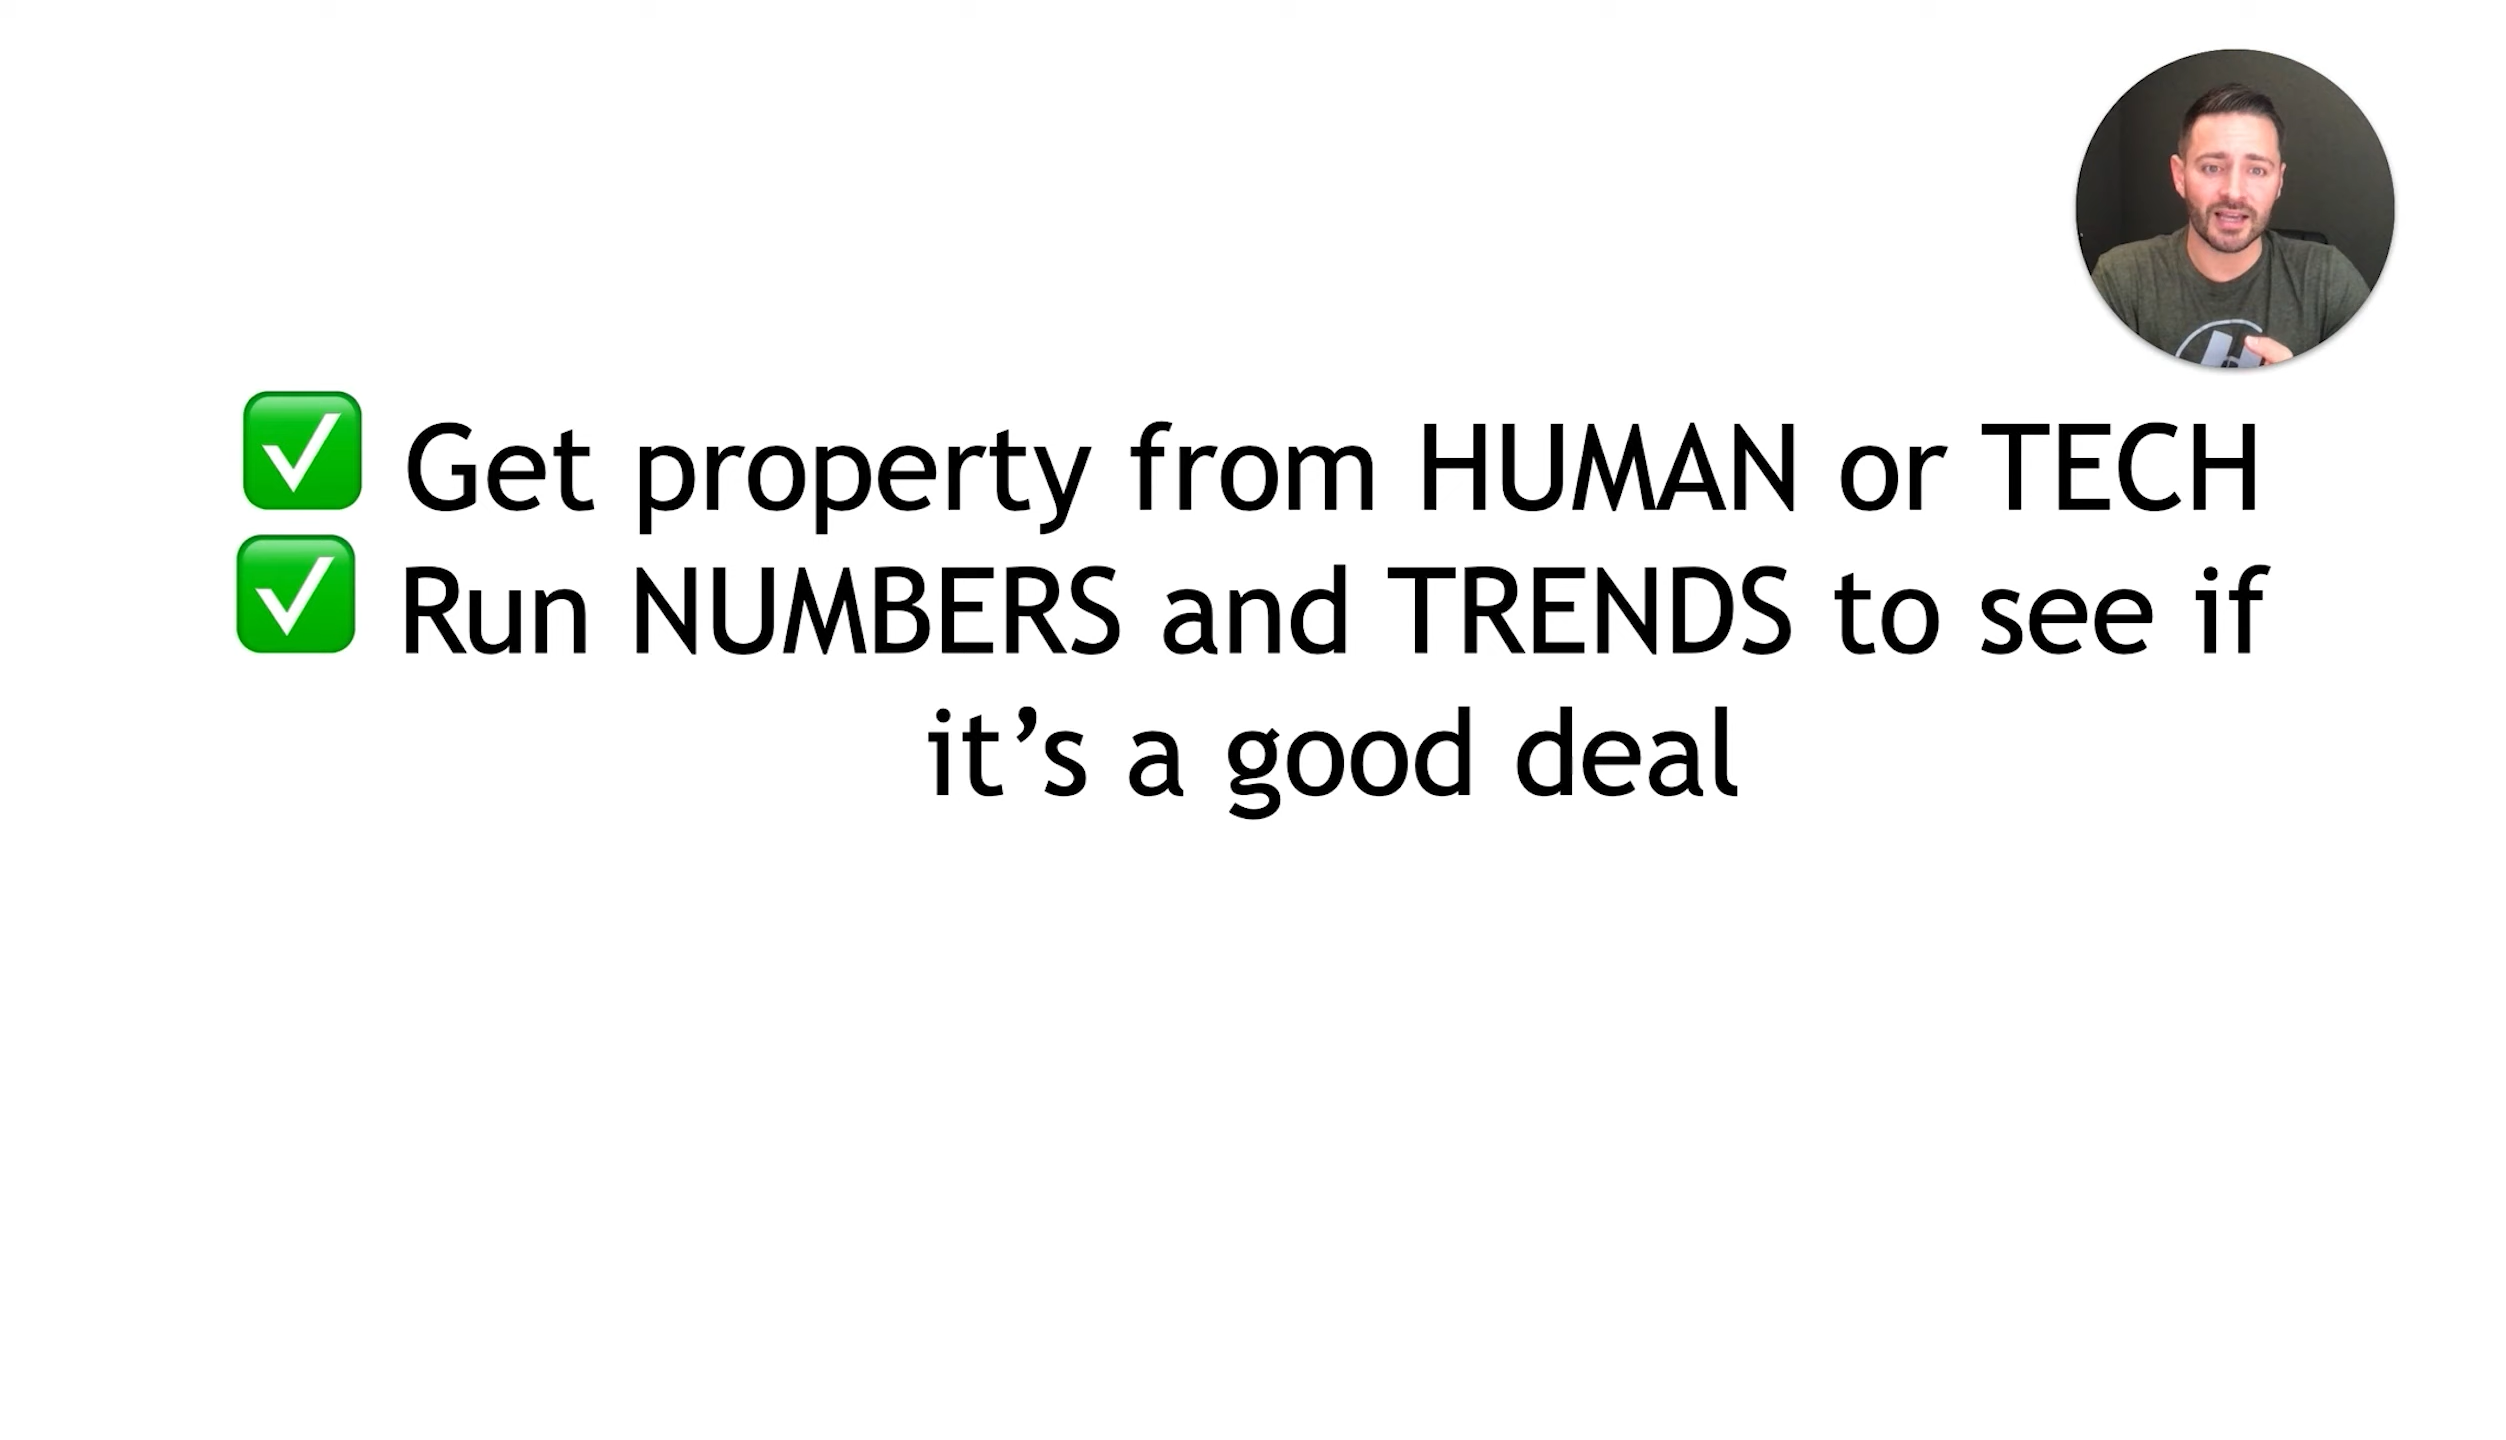 ✅ Get property from HUMAN or TECH
✅ Run NUMBERS and TRENDS to see if
it’s a good deal